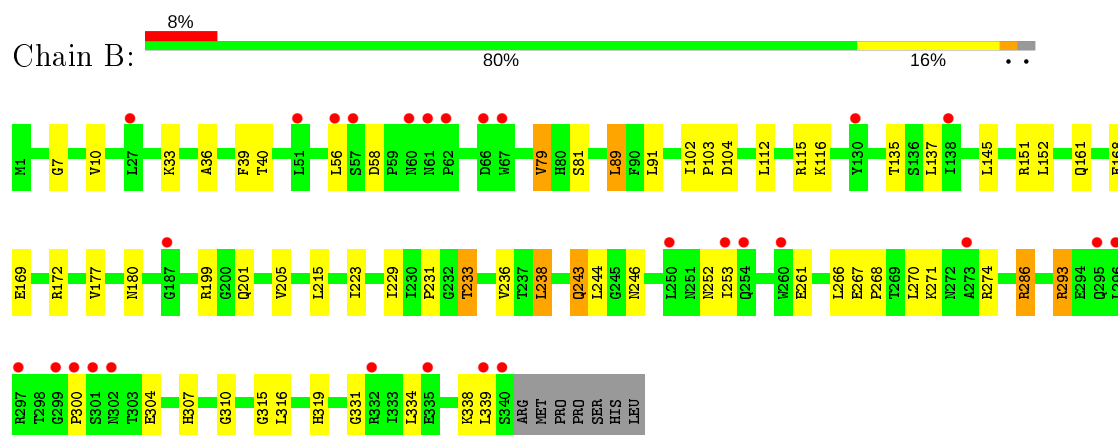 8%
Chain B:
80% 16% • •
M1 G7 V10 L27 K33 A36 F39 T40 L51 L56 S57 D58 P59 N60 N61 P62 D66 W67 V79 H80 S81 L89 F90 L91 I102 P103 D104 L112 R115 K116 Y130 T135 S136 L137 I138 L145 R151 L152 Q161 E168
E169 R172 V177 N180 G187 R199 G200 Q201 V205 L215 I223 I229 I230 P231 G232 T233 V236 T237 L238 Q243 L244 G245 N246 L250 N251 N252 I253 Q254 W260 E261 L266 E267 P268 T269 L270 K271 N272 A273 R274 R286 R293 E294 Q295 L296
R297 T298 G299 P300 S301 N302 T303 E304 H307 G310 G315 L316 H319 G331 R332 I333 L334 E335 K338 L339 S340 ARG MET PRO PRO SER HIS LEU